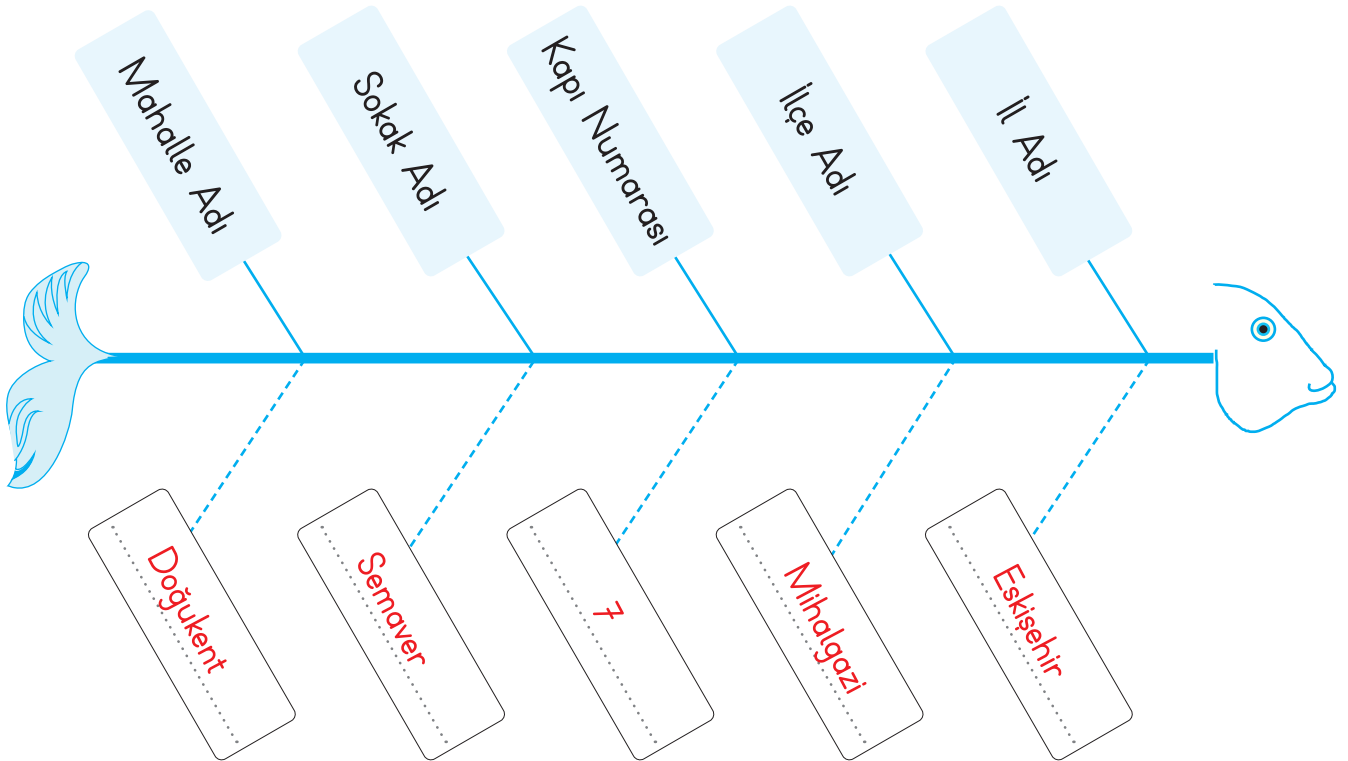 Mahalle Adı
Sokak Adı
Kapı Numarası
İlçe Adı
İl Adı
Doğukent
Semaver
7
Mihalgazi
Eskişehir